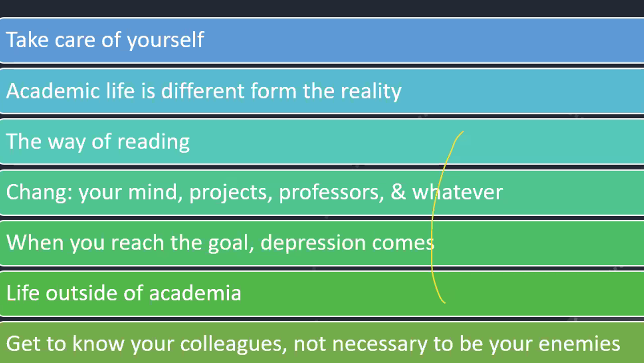 Take care of yourself
Academic life is different form the reality
The way of reading
Chang: your mind, projects, professors, & whatever
When you reach the goal, depression comes
Life outside of academia
Get to know your colleagues, not necessary to be your enemies